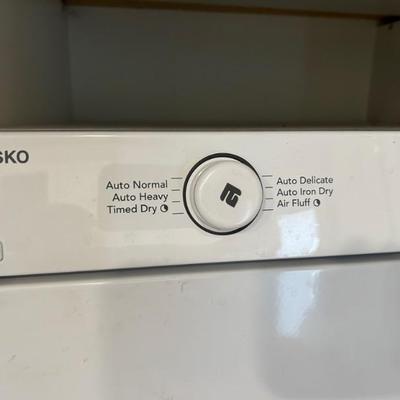 SKO
Auto Normal
Auto Heavy
Timed Dry
Auto Delicate
Auto Iron Dry
Air Fluff